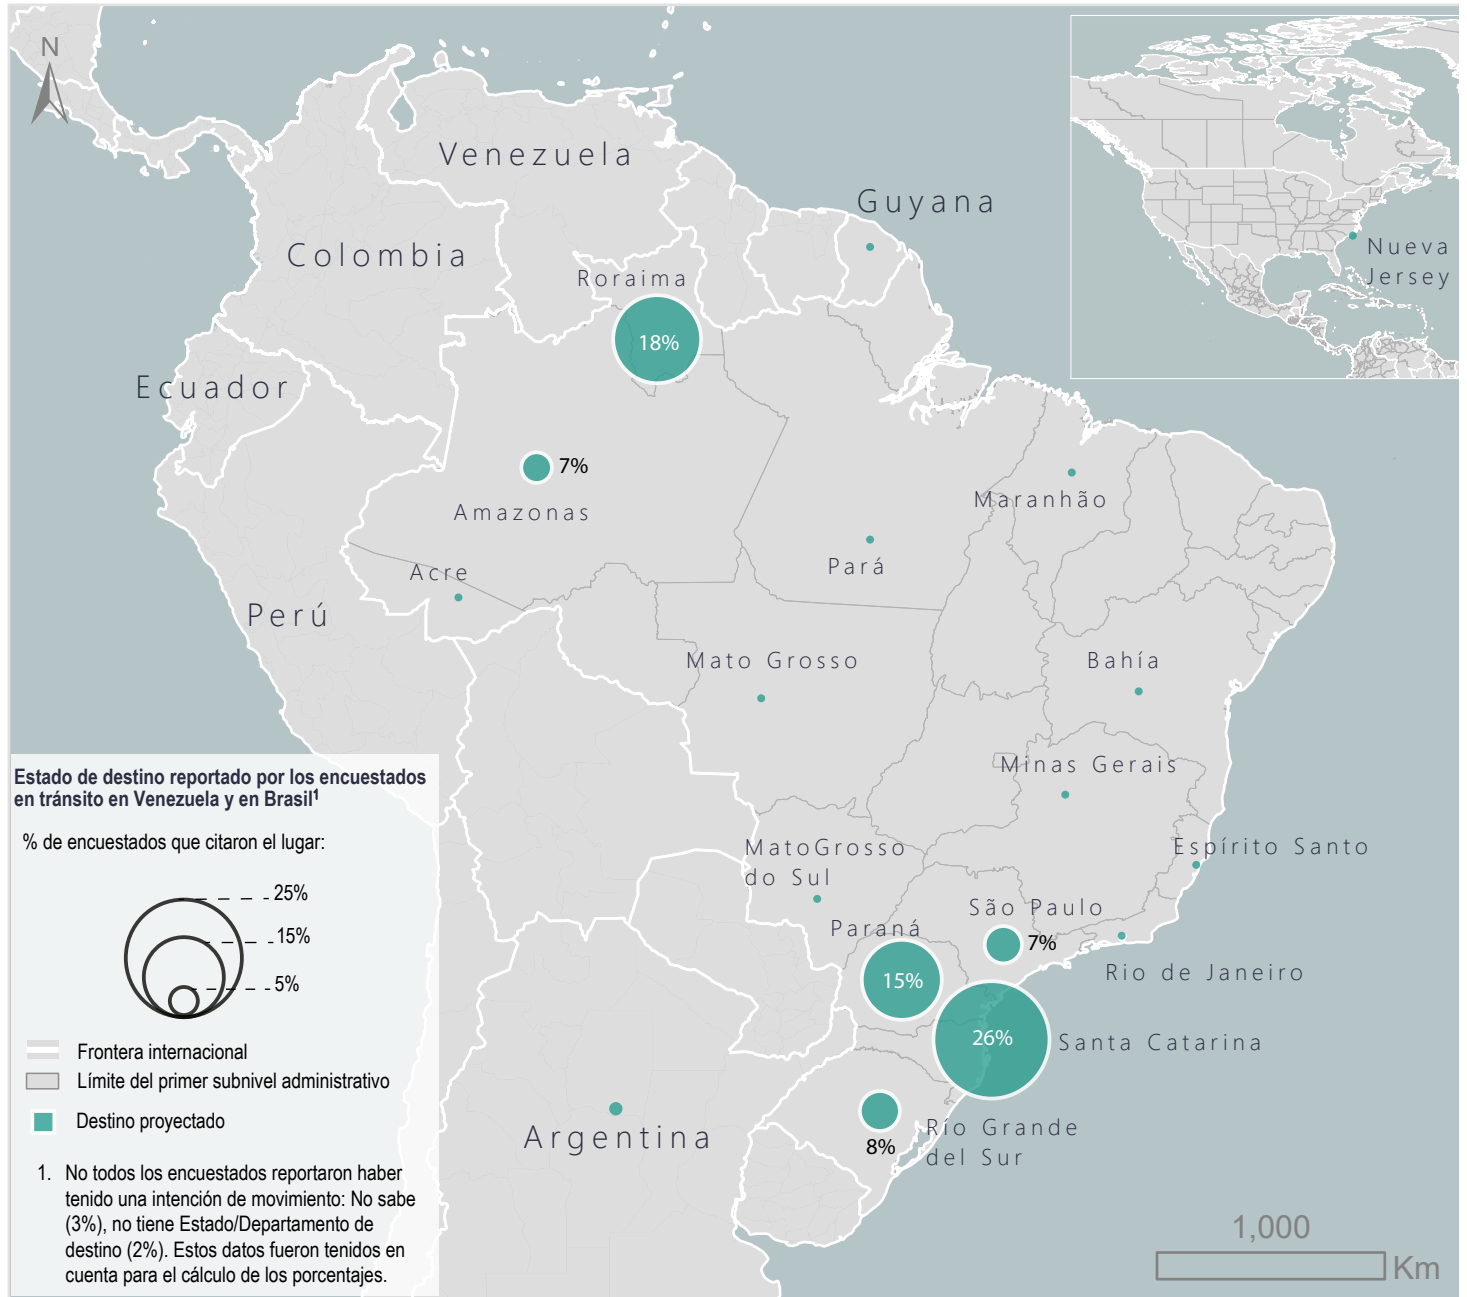 N
Venezuela
Guyana
Colombia
Roraima
18%
Ecuador
7%
Amazonas
Maranhão
Pará
Acre
Perú
Mato Grosso
Bahía
Minas Gerais
MatoGrosso
do Sul
Espírito Santo
São Paulo
7%
Paraná
15%
Rio de Janeiro
26%
Santa Catarina
Argentina
8%
Río Grande
del Sur
Nueva
Jersey
Estado de destino reportado por los encuestados
en tránsito en Venezuela y en Brasil¹
% de encuestados que citaron el lugar:
25%
15%
5%
Frontera internacional
Límite del primer subnivel administrativo
Destino proyectado
1. No todos los encuestados reportaron haber
tenido una intención de movimiento: No sabe
(3%), no tiene Estado/Departamento de
destino (2%). Estos datos fueron tenidos en
cuenta para el cálculo de los porcentajes.
1,000
Km